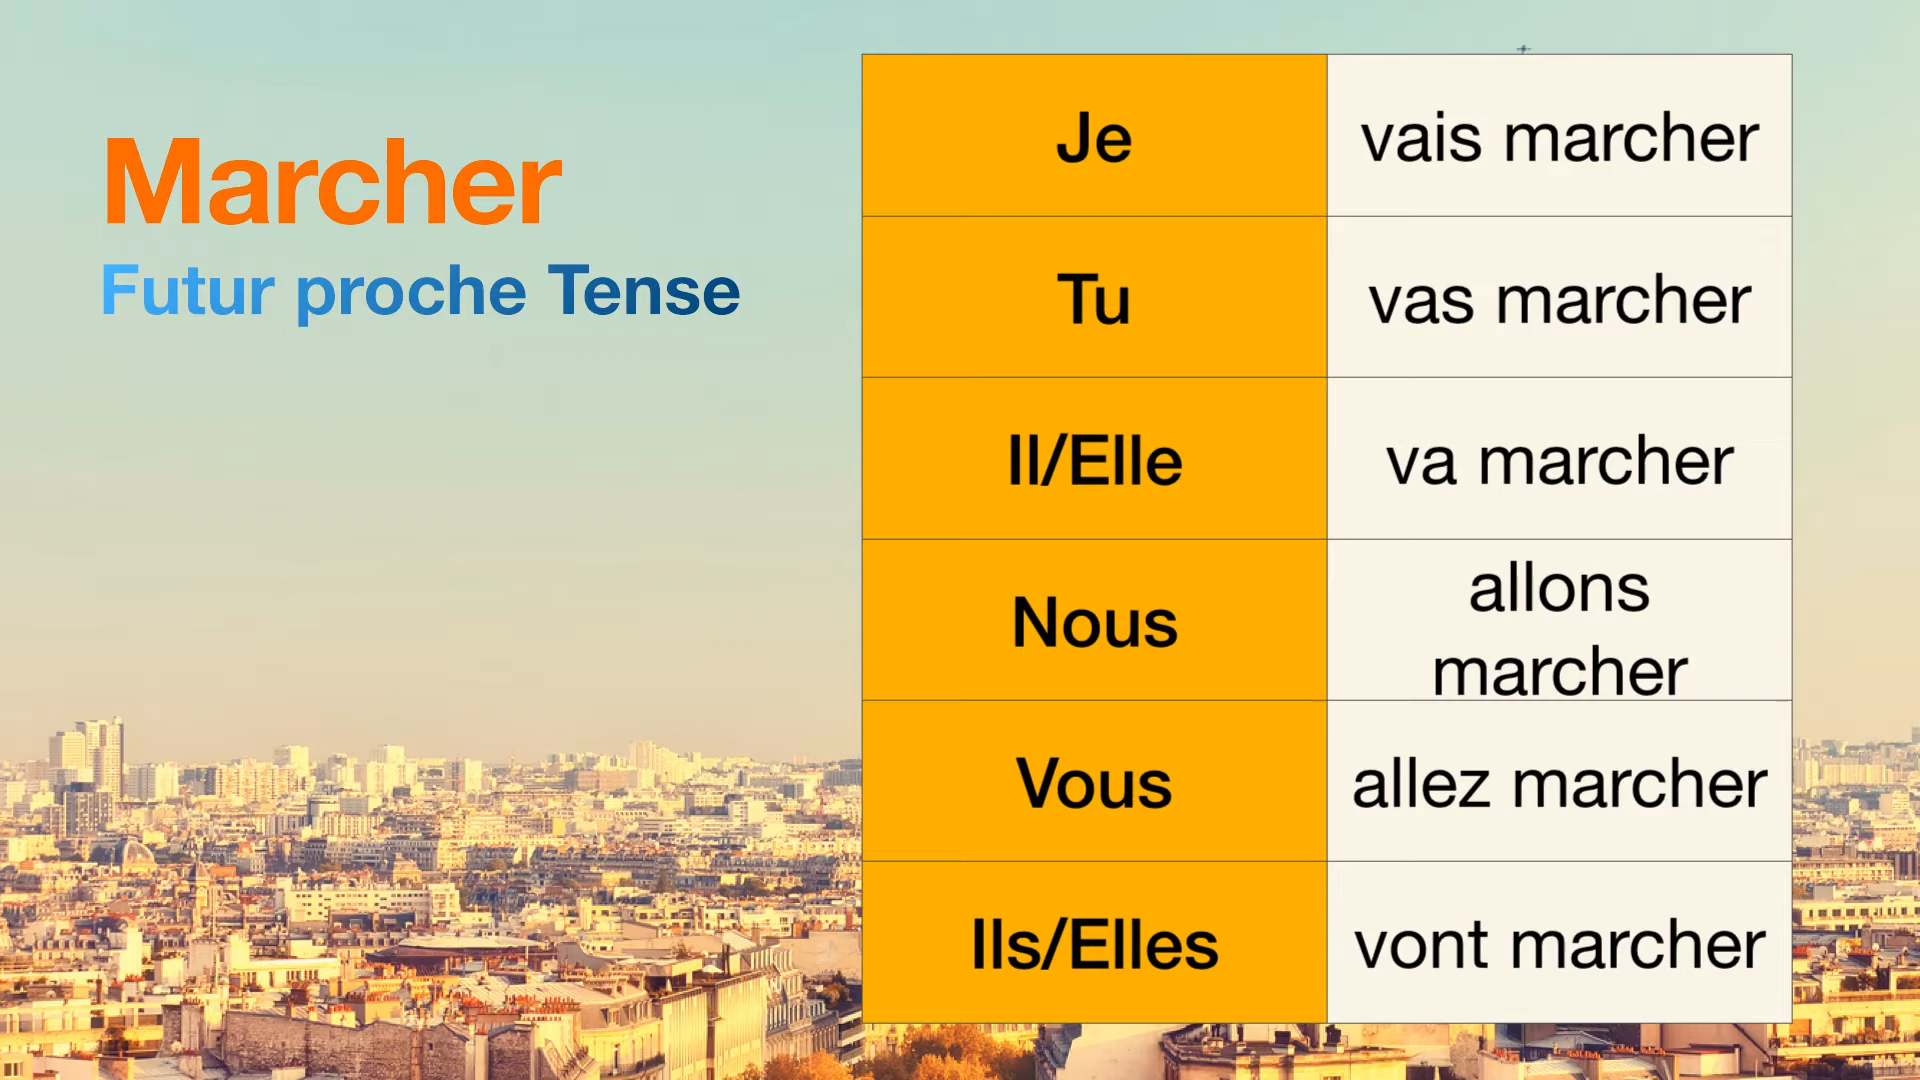 Marcher
Futur proche Tense
Je
vais marcher
Tu
vas marcher
Il/Elle
va marcher
Nous
allons
marcher
Vous
allez marcher
Ils/Elles
vont marcher